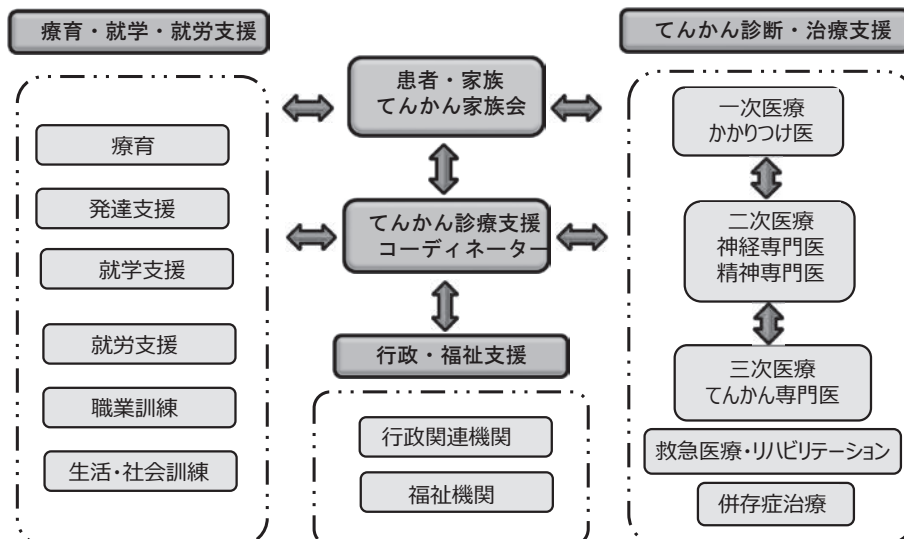 療育・就学・就労支援
療育
発達支援
就学支援
就労支援
職業訓練
生活・社会訓練
患者・家族
てんかん家族会
てんかん診療支援
コーディネーター
行政・福祉支援
行政関連機関
福祉機関
てんかん診断・治療支援
一次医療
かかりつけ医
二次医療
神経専門医
精神専門医
三次医療
てんかん専門医
救急医療・リハビリテーション
併存症治療